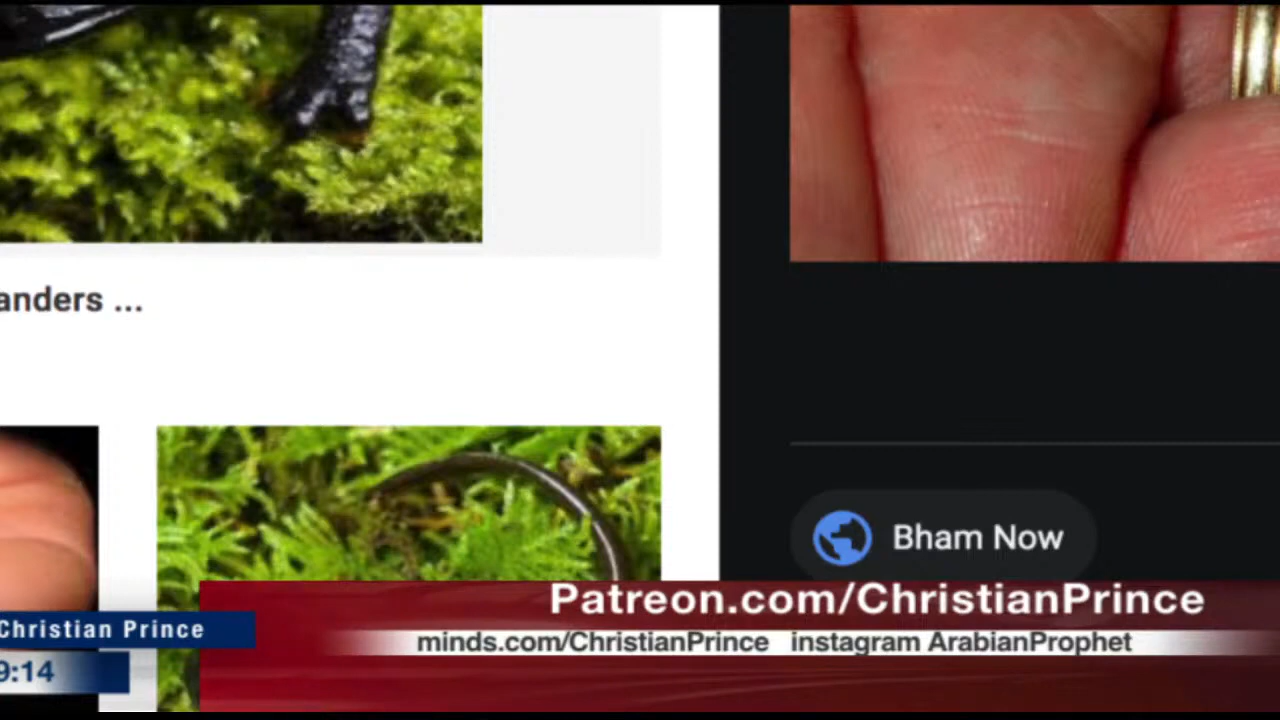 anders ...
Bham Now
Patreon.com/ChristianPrince
Christian Prince
minds.com/ChristianPrince instagram ArabianProphet
9:14